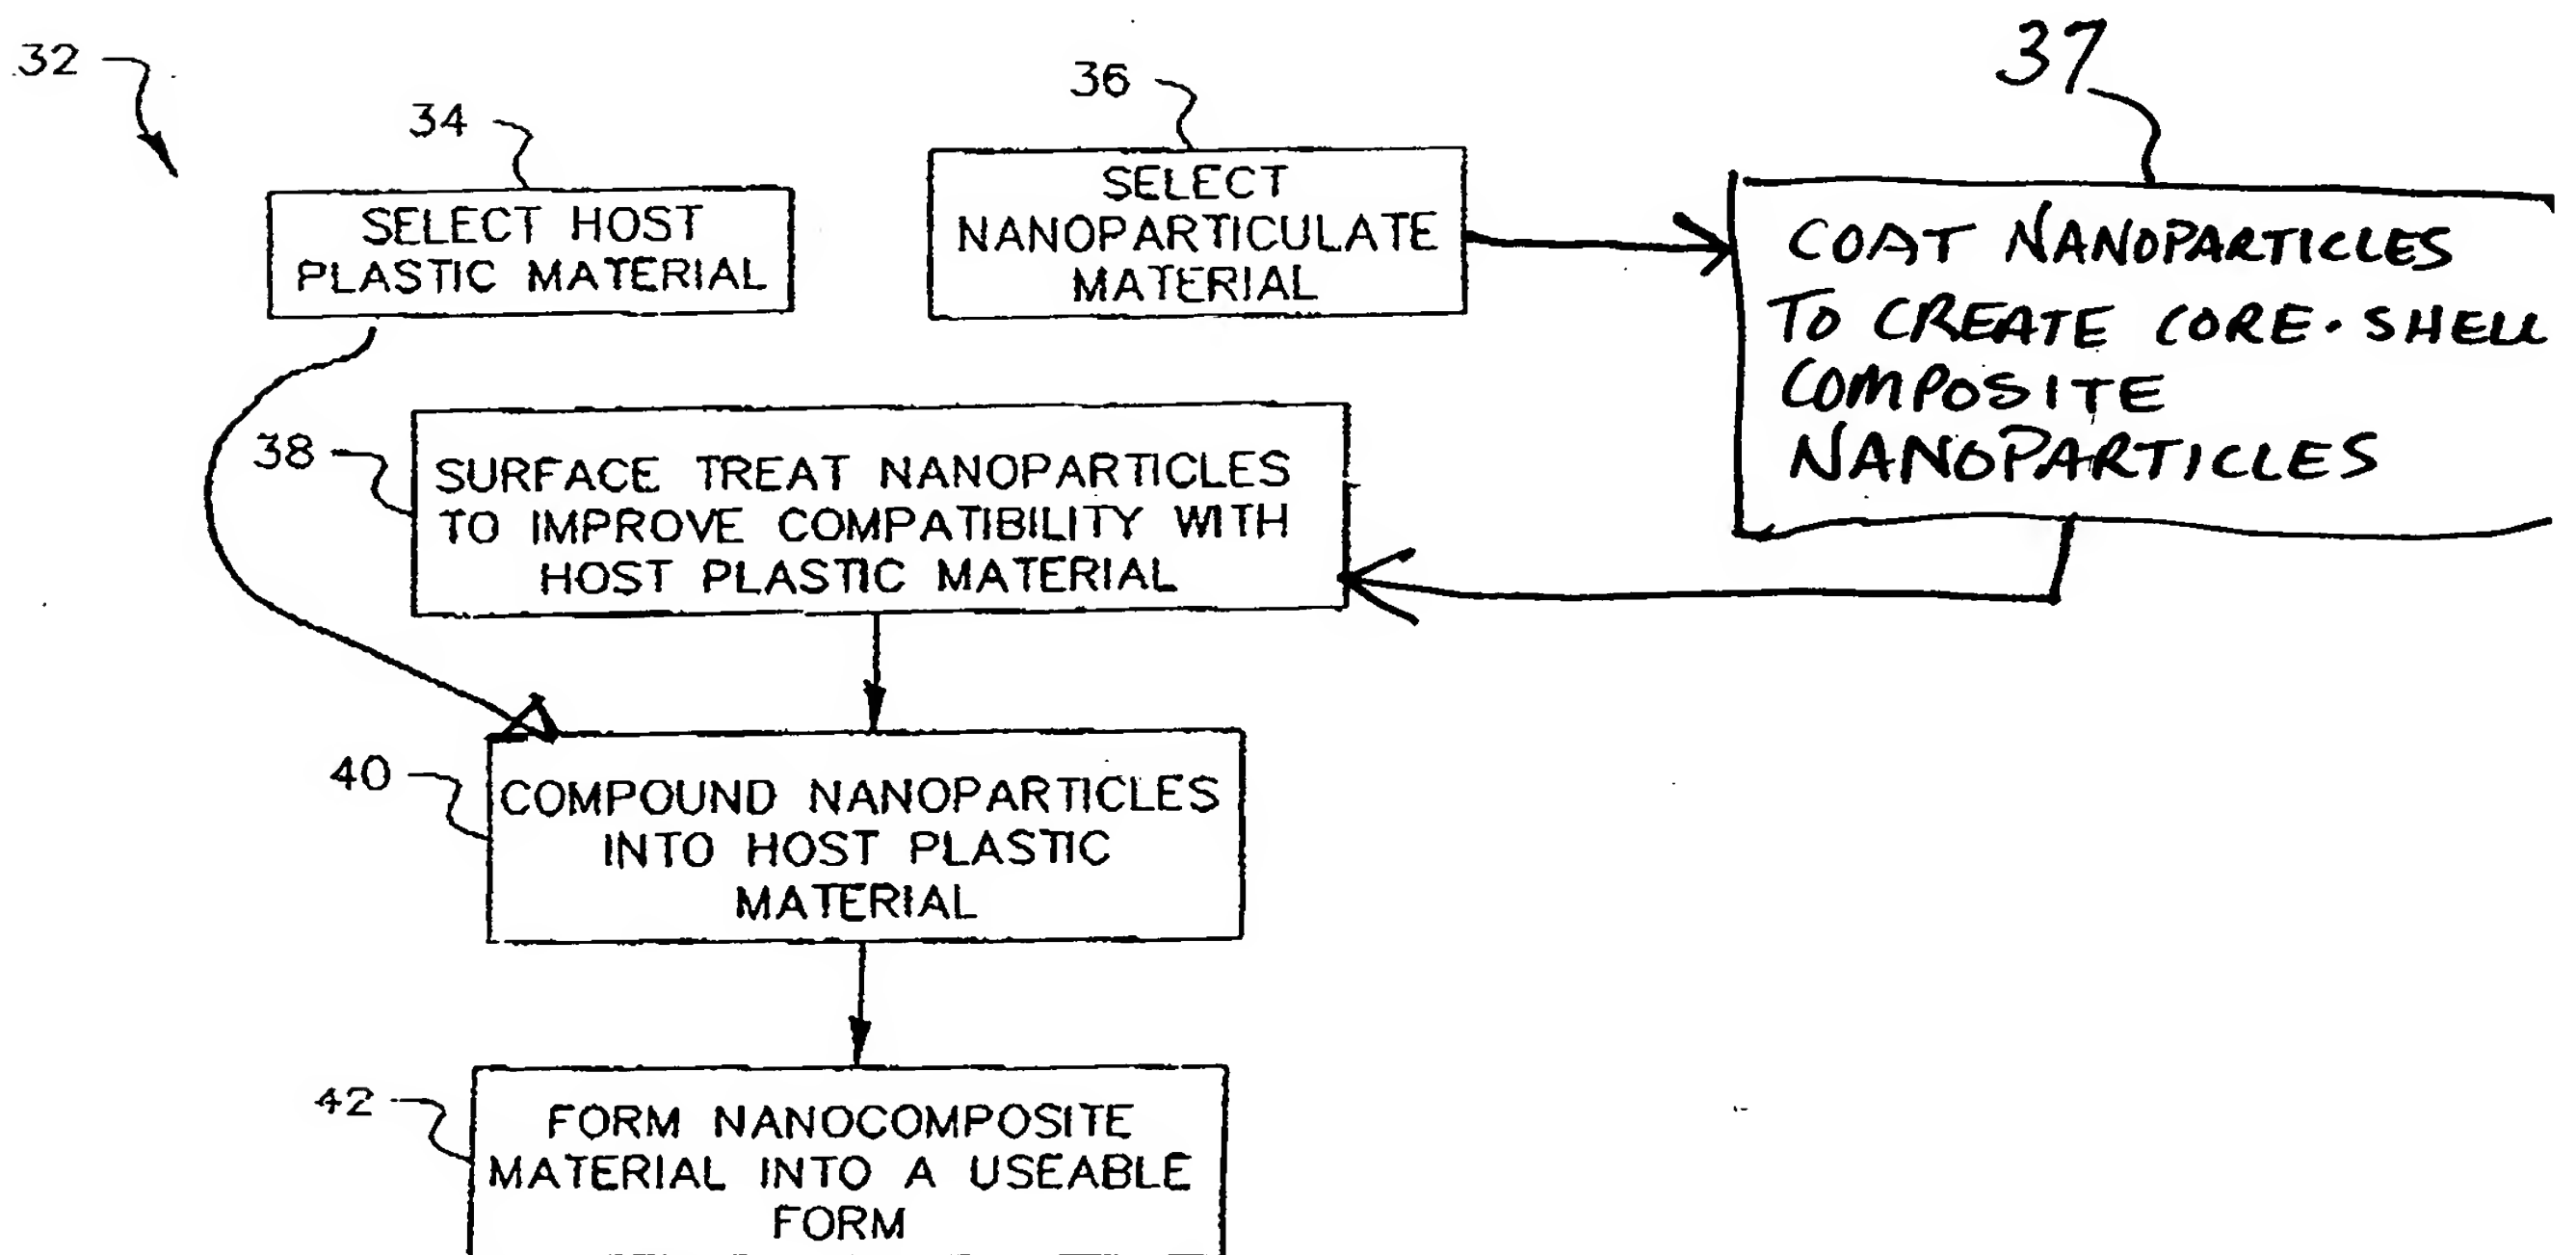 32
34
SELECT HOST
PLASTIC MATERIAL
36
SELECT
NANOPARTICULATE
MATERIAL
37
COAT NANOPARTICLES
TO CREATE CORE-SHELL
COMPOSITE
NANOPARTICLES
38
SURFACE TREAT NANOPARTICLES
TO IMPROVE COMPATIBILITY WITH
HOST PLASTIC MATERIAL
40
COMPOUND NANOPARTICLES
INTO HOST PLASTIC
MATERIAL
42
FORM NANOCOMPOSITE
MATERIAL INTO A USEABLE
FORM